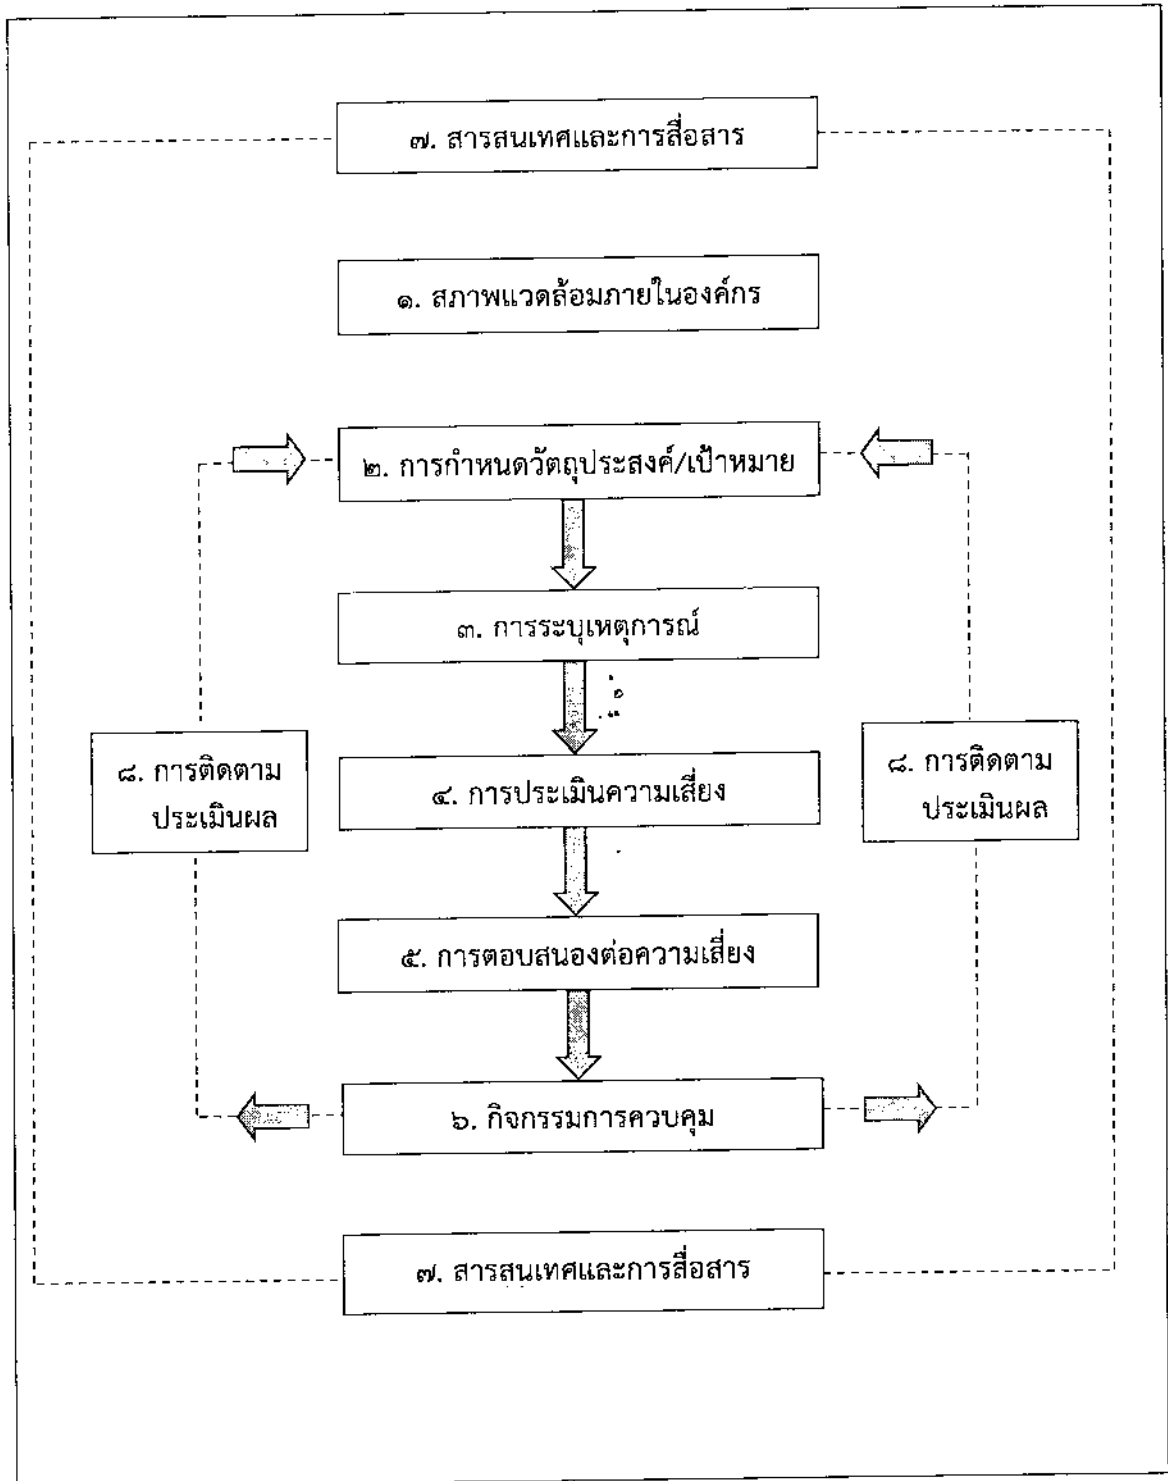 ๗. สารสนเทศและการสื่อสาร
๑. สภาพแวดล้อมภายในองค์กร
๒. การกำหนดวัตถุประสงค์/เป้าหมาย
๓. การระบุเหตุการณ์
๘. การติดตาม
ประเมินผล
๔. การประเมินความเสี่ยง
๘. การติดตาม
ประเมินผล
๕. การตอบสนองต่อความเสี่ยง
๖. กิจกรรมการควบคุม
๗. สารสนเทศและการสื่อสาร